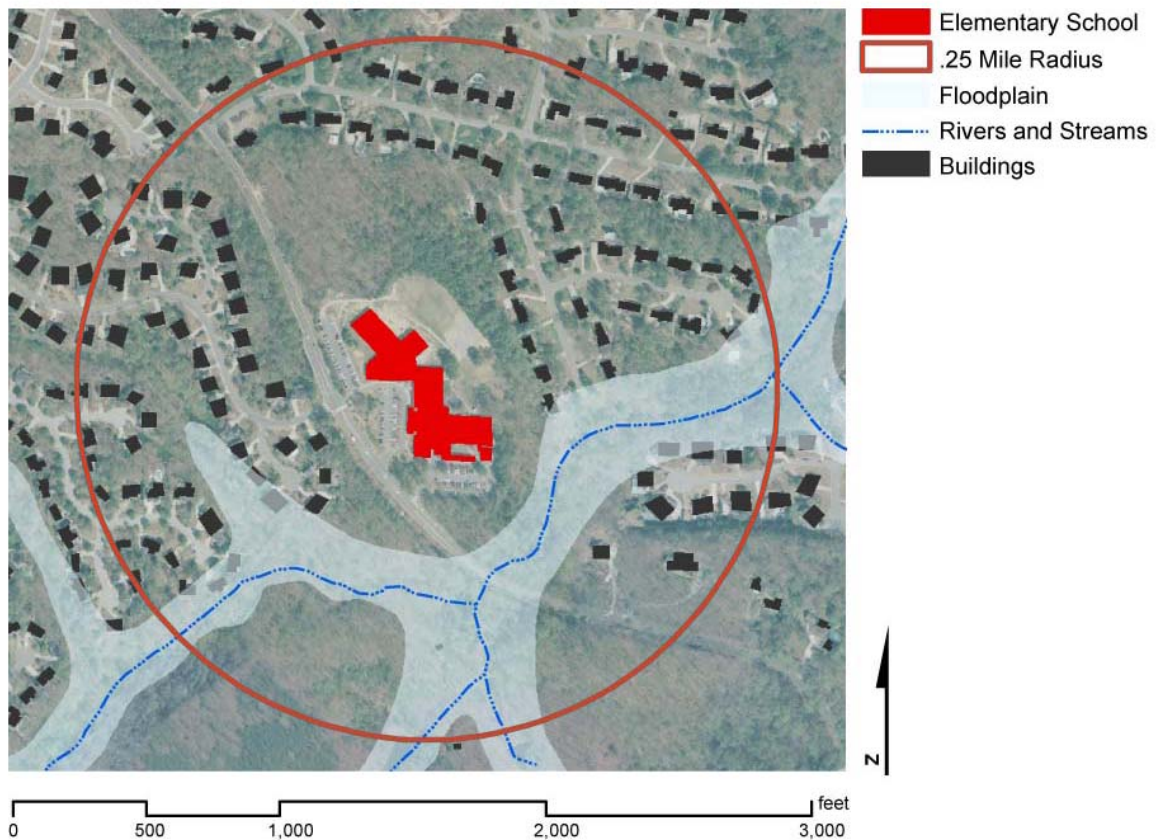 Elementary School
.25 Mile Radius
Floodplain
Rivers and Streams
Buildings
N
feet
0 500 1,000 2,000 3,000